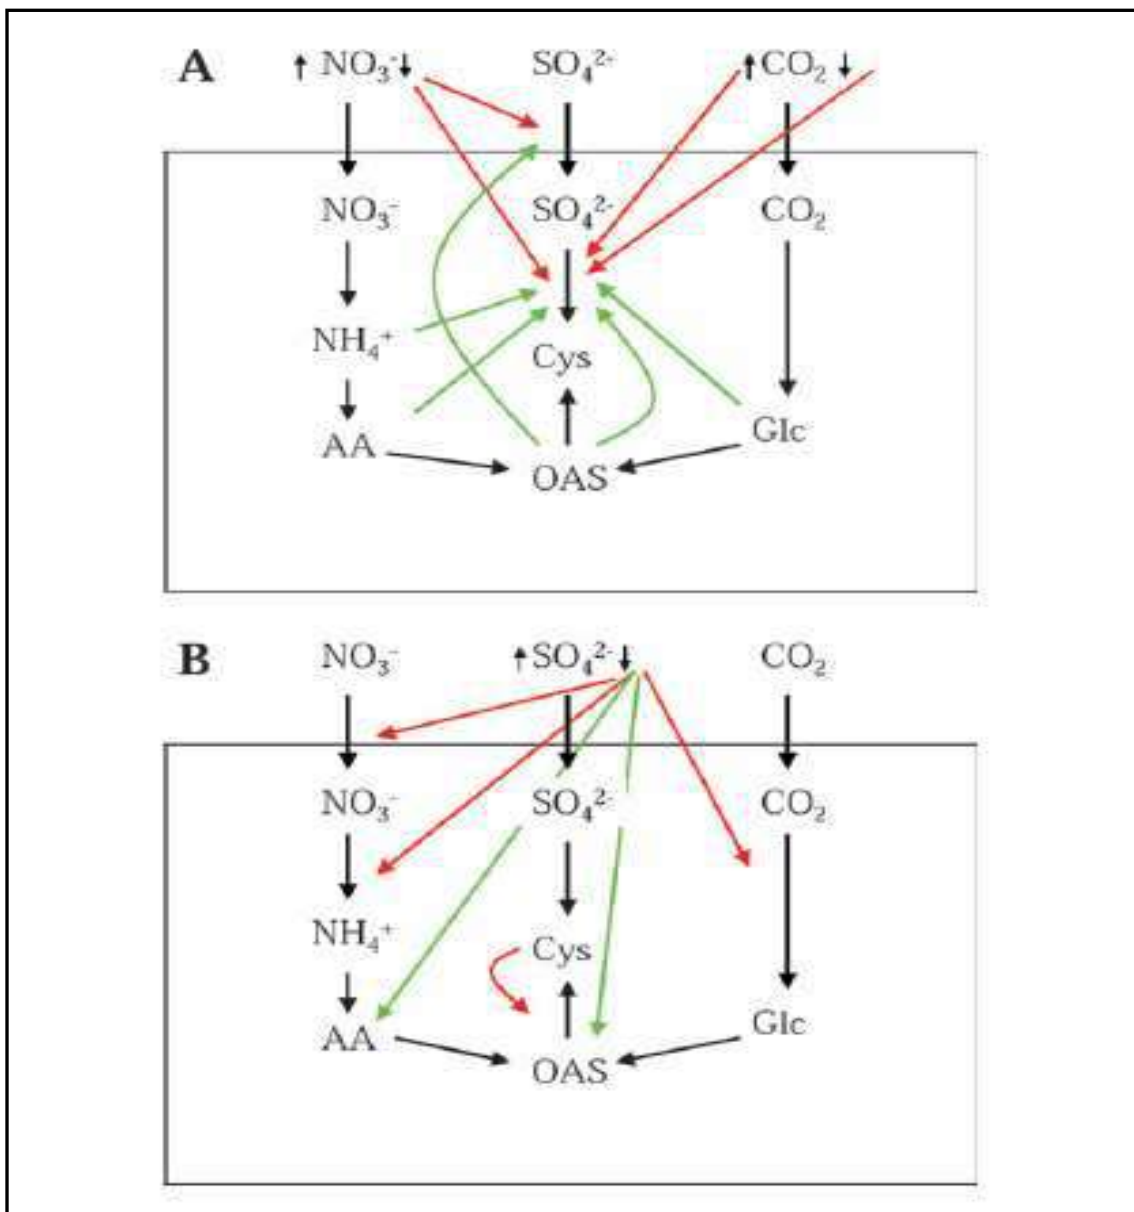 A ↑ NO₃⁻ ↓ SO₄²⁻ ↑ CO₂ ↓
NO₃⁻ SO₄²⁻ CO₂
NH₄⁺
Cys
Glc
AA
OAS
B NO₃⁻ ↑ SO₄²⁻ ↓ CO₂
NO₃⁻ SO₄²⁻ CO₂
NH₄⁺
Cys
Glc
AA
OAS